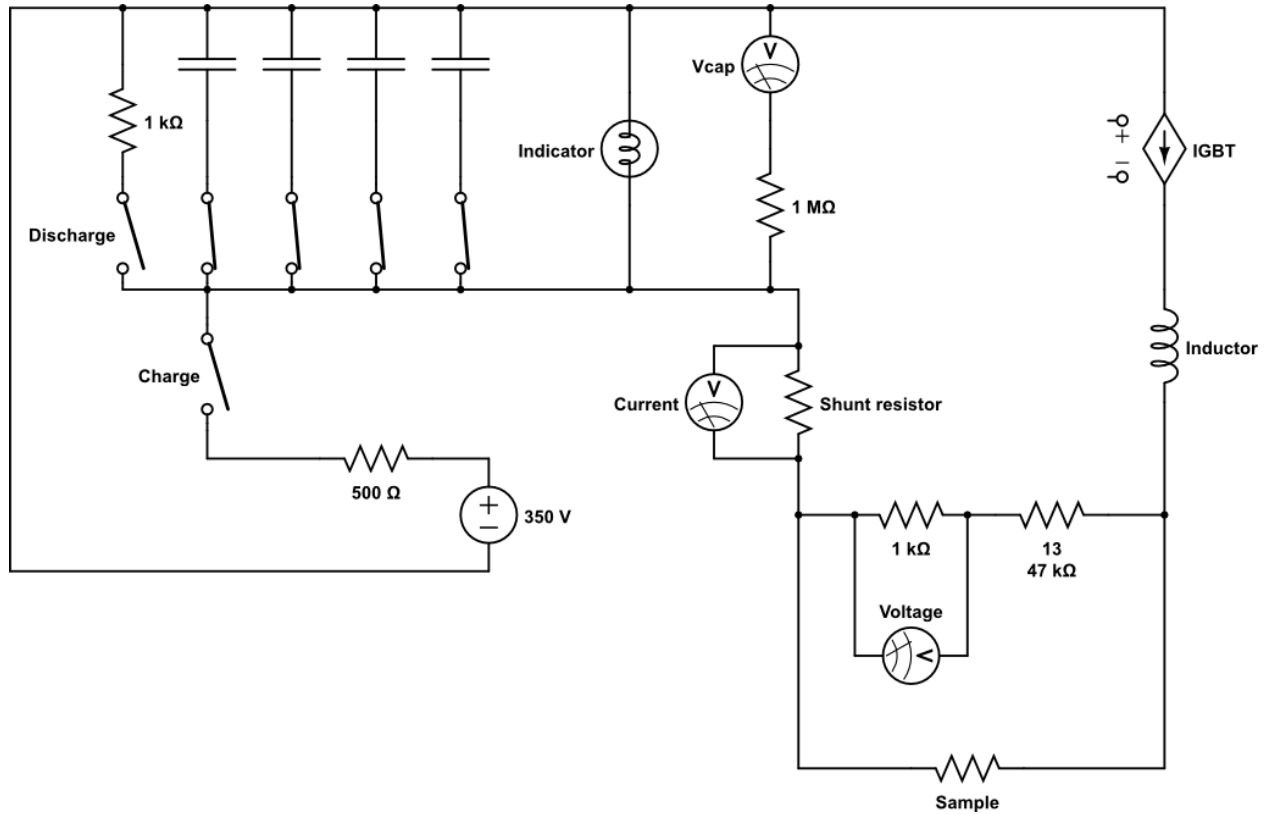 V
Vcap
1 kΩ
Indicator
+
−
IGBT
1 MΩ
Discharge
Inductor
Charge
V
Current
Shunt resistor
500 Ω
+
−
350 V
1 kΩ
13
47 kΩ
Voltage
V
Sample